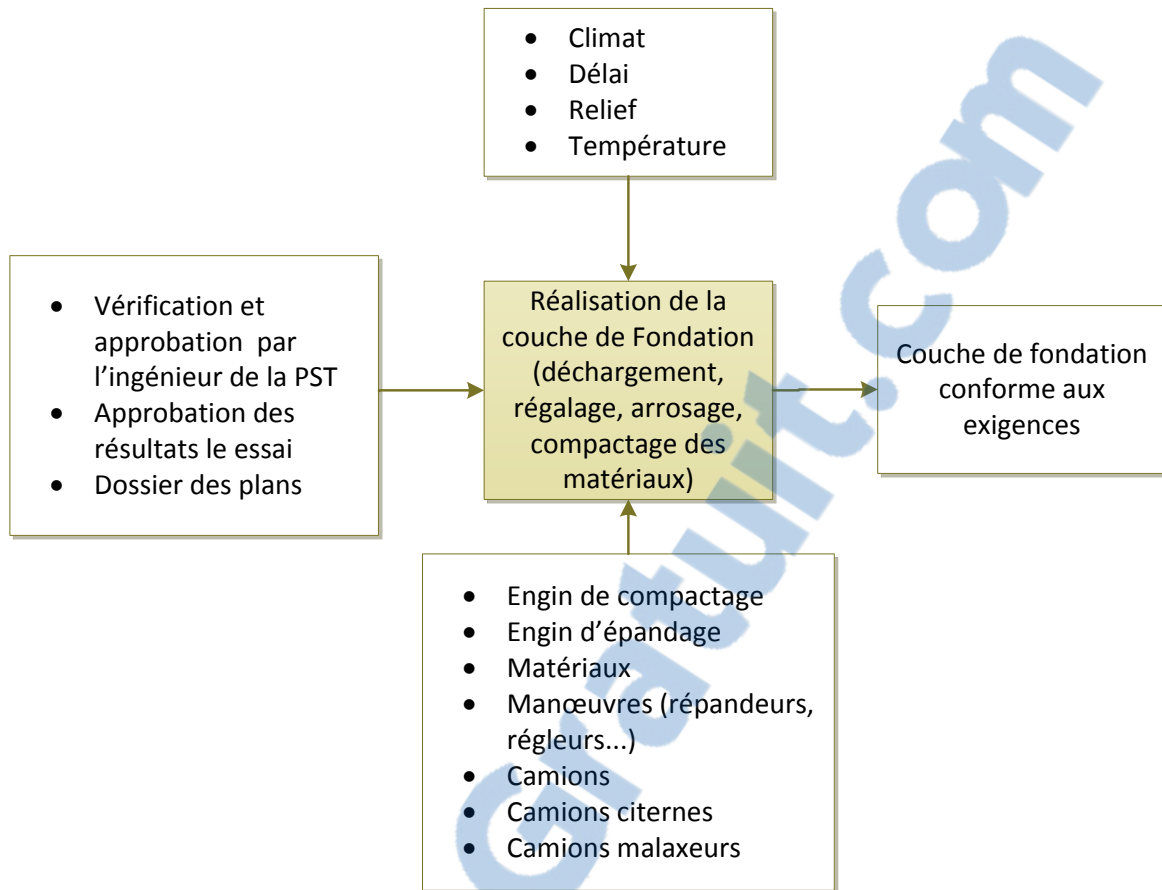 • Climat
• Délai
• Relief
• Température
• Vérification et
approbation par
l'ingénieur de la PST
• Approbation des
résultats le essai
• Dossier des plans
Réalisation de la
couche de Fondation
(déchargement,
régalage, arrosage,
compactage des
matériaux)
Couche de fondation
conforme aux
exigences
• Engin de compactage
• Engin d'épandage
• Matériaux
• Manœuvres (répandeurs,
régleurs...)
• Camions
• Camions citernes
• Camions malaxeurs
Gratuit.com